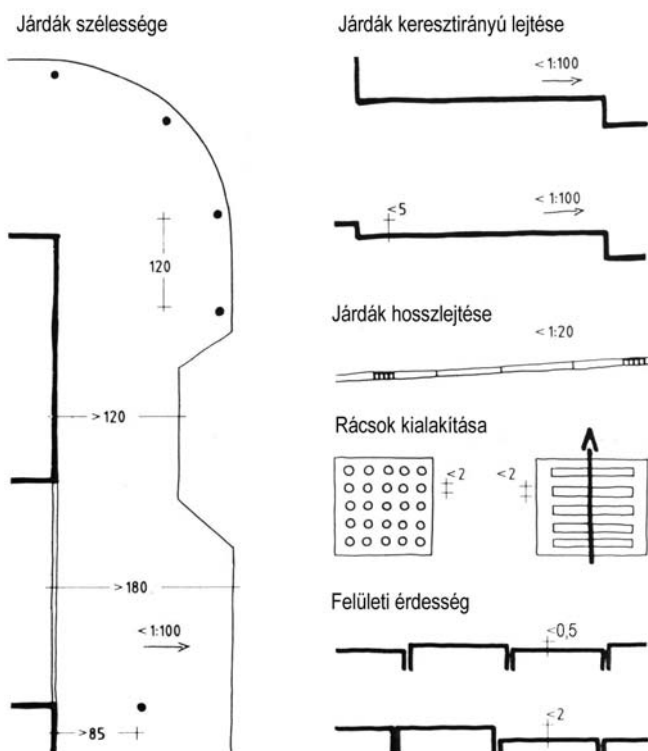 Járdák szélessége
120
>120
>180
<1:100
>85
Járdák keresztirányú lejtése
<1:100
<5
<1:100
Járdák hosszlejtése
<1:20
Rácsok kialakítása
<2
<2
Felületi érdesség
<0,5
<2